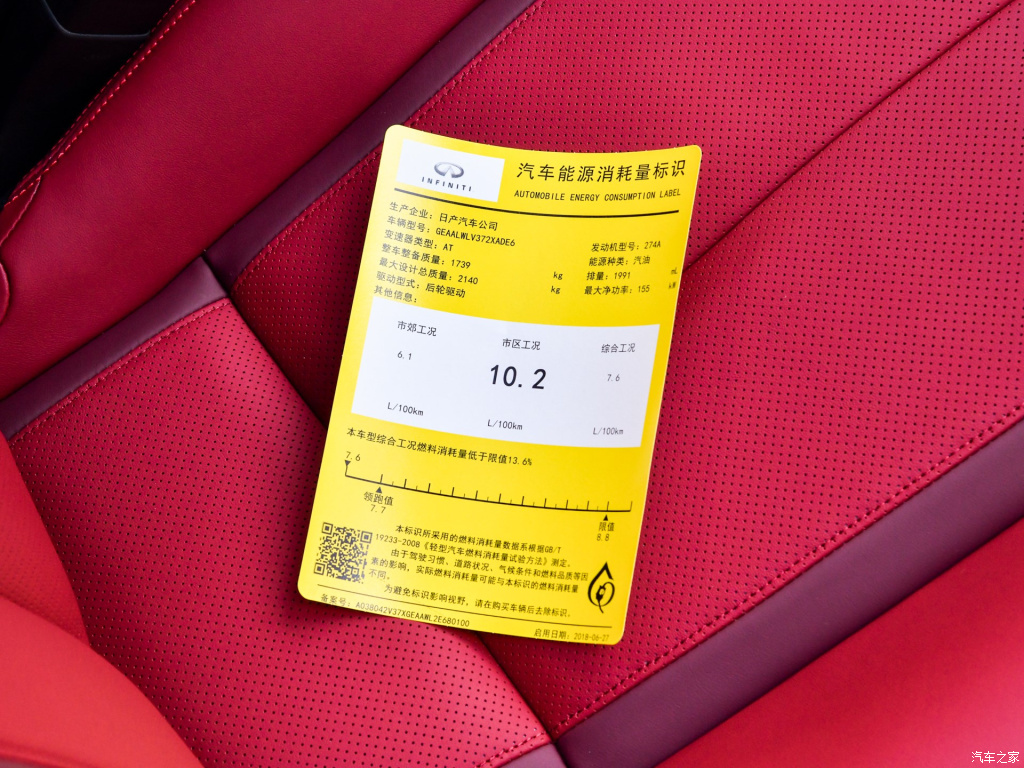 INFINITI
汽车能源消耗量标识
AUTOMOBILE ENERGY CONSUMPTION LABEL
生产企业：日产汽车公司
车辆型号：GEAALWLV372XADE6
变速器类型：AT
整车整备质量：1739 kg
最大设计总质量：2140 kg
驱动型式：后轮驱动
其他信息：
发动机型号：274A
能源种类：汽油
排量：1991 mL
最大净功率：155 kW
市郊工况
6.1
L/100km
市区工况
10.2
L/100km
综合工况
7.6
L/100km
本车型综合工况燃料消耗量低于限值13.6%
7.6
领跑值
7.7
限值
8.8
本标识所采用的燃料消耗量数据系根据GB/T
19233-2008《轻型汽车燃料消耗量试验方法》测定。
由于驾驶习惯、道路状况、气候条件和燃料品质等因
素的影响，实际燃料消耗量可能与本标识的燃料消耗量
不同。
为避免标识影响视野，请在购买车辆后去除标识。
备案号：A038042V37XGEAAWL2E680100
启用日期：2018-06-27
汽车之家